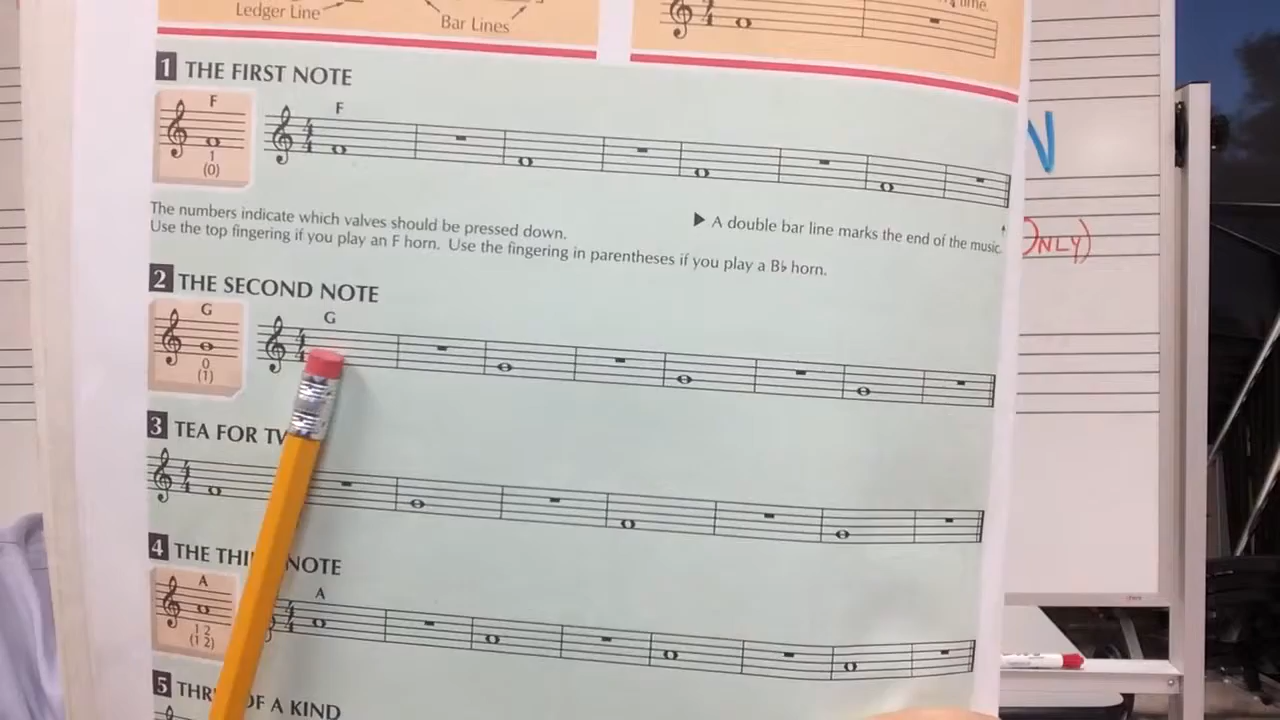 Ledger Line
Bar Lines
time.
1 THE FIRST NOTE
F
F
1
(0)
The numbers indicate which valves should be pressed down.
Use the top fingering if you play an F horn. Use the fingering in parentheses if you play a B♭ horn.
▶ A double bar line marks the end of the music.
2 THE SECOND NOTE
G
G
0
(1)
3 TEA FOR
4 THE NOTE
A
A
1 2
(1 2)
5 OF A KIND
ONLY)